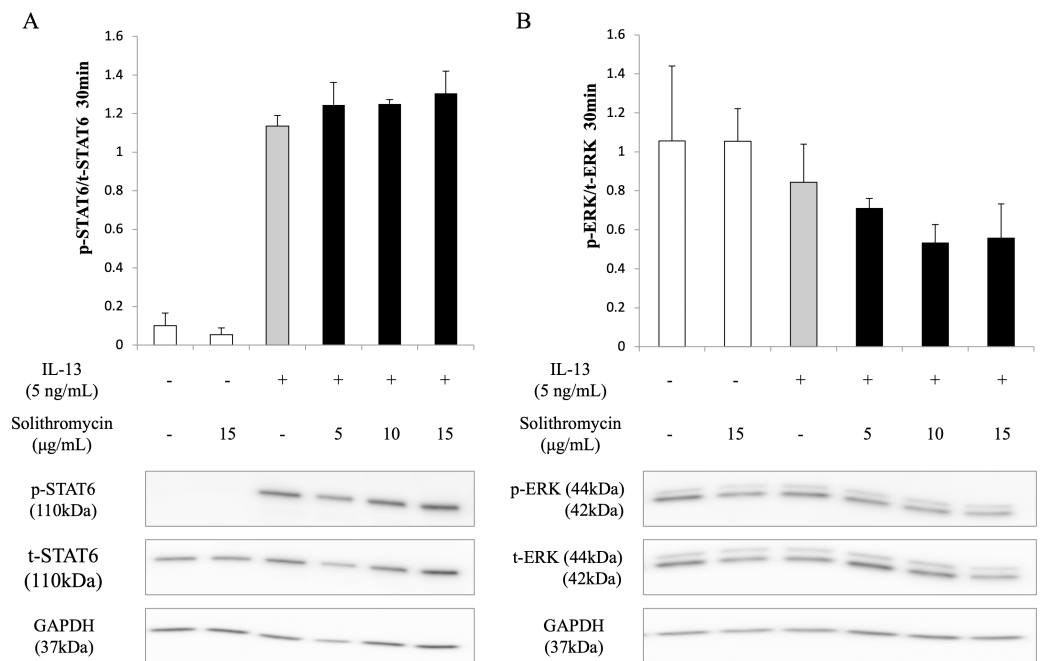 A
p-STAT6/t-STAT6 30min
1.6
1.4
1.2
1
0.8
0.6
0.4
0.2
0
IL-13
(5 ng/mL)
- - + + + +
Solithromycin
(μg/mL)
- 15 - 5 10 15
p-STAT6
(110kDa)
t-STAT6
(110kDa)
GAPDH
(37kDa)
B
p-ERK/t-ERK 30min
1.6
1.4
1.2
1
0.8
0.6
0.4
0.2
0
IL-13
(5 ng/mL)
- - + + + +
Solithromycin
(μg/mL)
- 15 - 5 10 15
p-ERK (44kDa)
(42kDa)
t-ERK (44kDa)
(42kDa)
GAPDH
(37kDa)